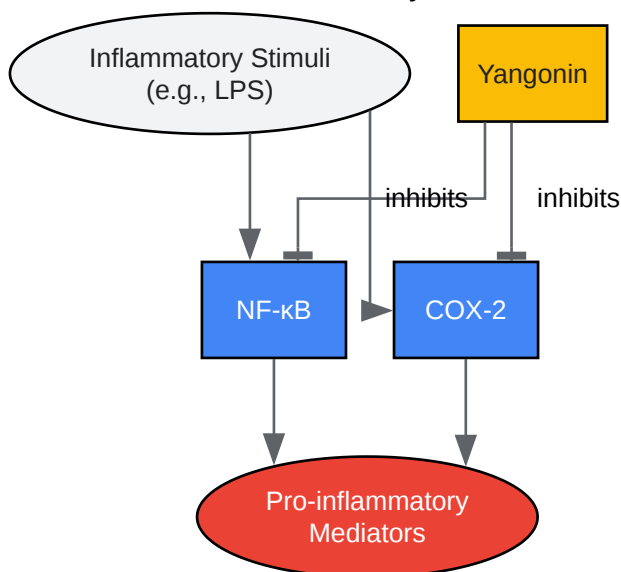 Inflammatory Stimuli
(e.g., LPS)
Yangonin
inhibits
inhibits
NF-κB
COX-2
Pro-inflammatory
Mediators